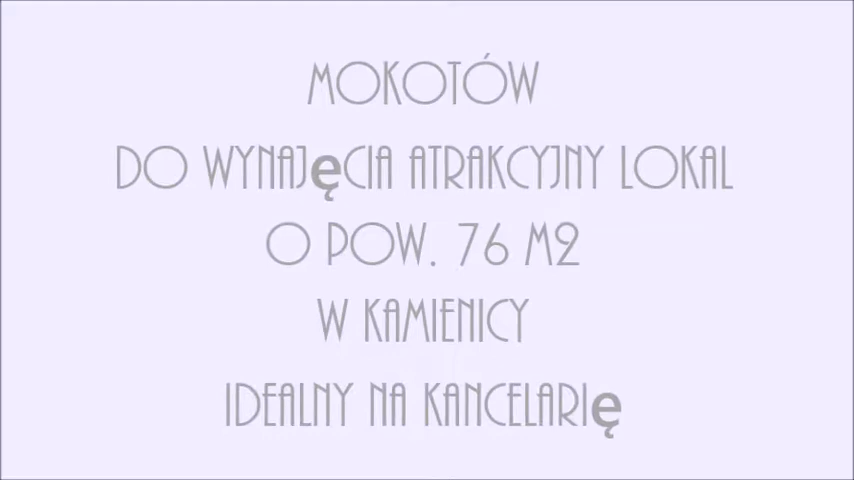 MOKOTÓW
DO WYNAJęCIA ATRAKCYJNY LOKAL
O POW. 76 M2
W KAMIENICY
IDEALNY NA KANCELARIę